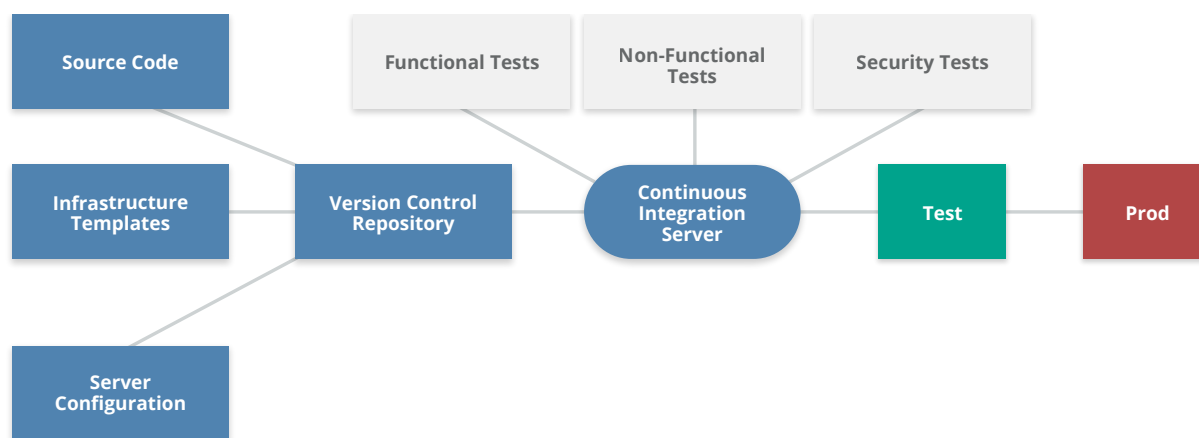 Source Code
Functional Tests
Non-Functional
Tests
Security Tests
Infrastructure
Templates
Version Control
Repository
Continuous
Integration
Server
Test
Prod
Server
Configuration